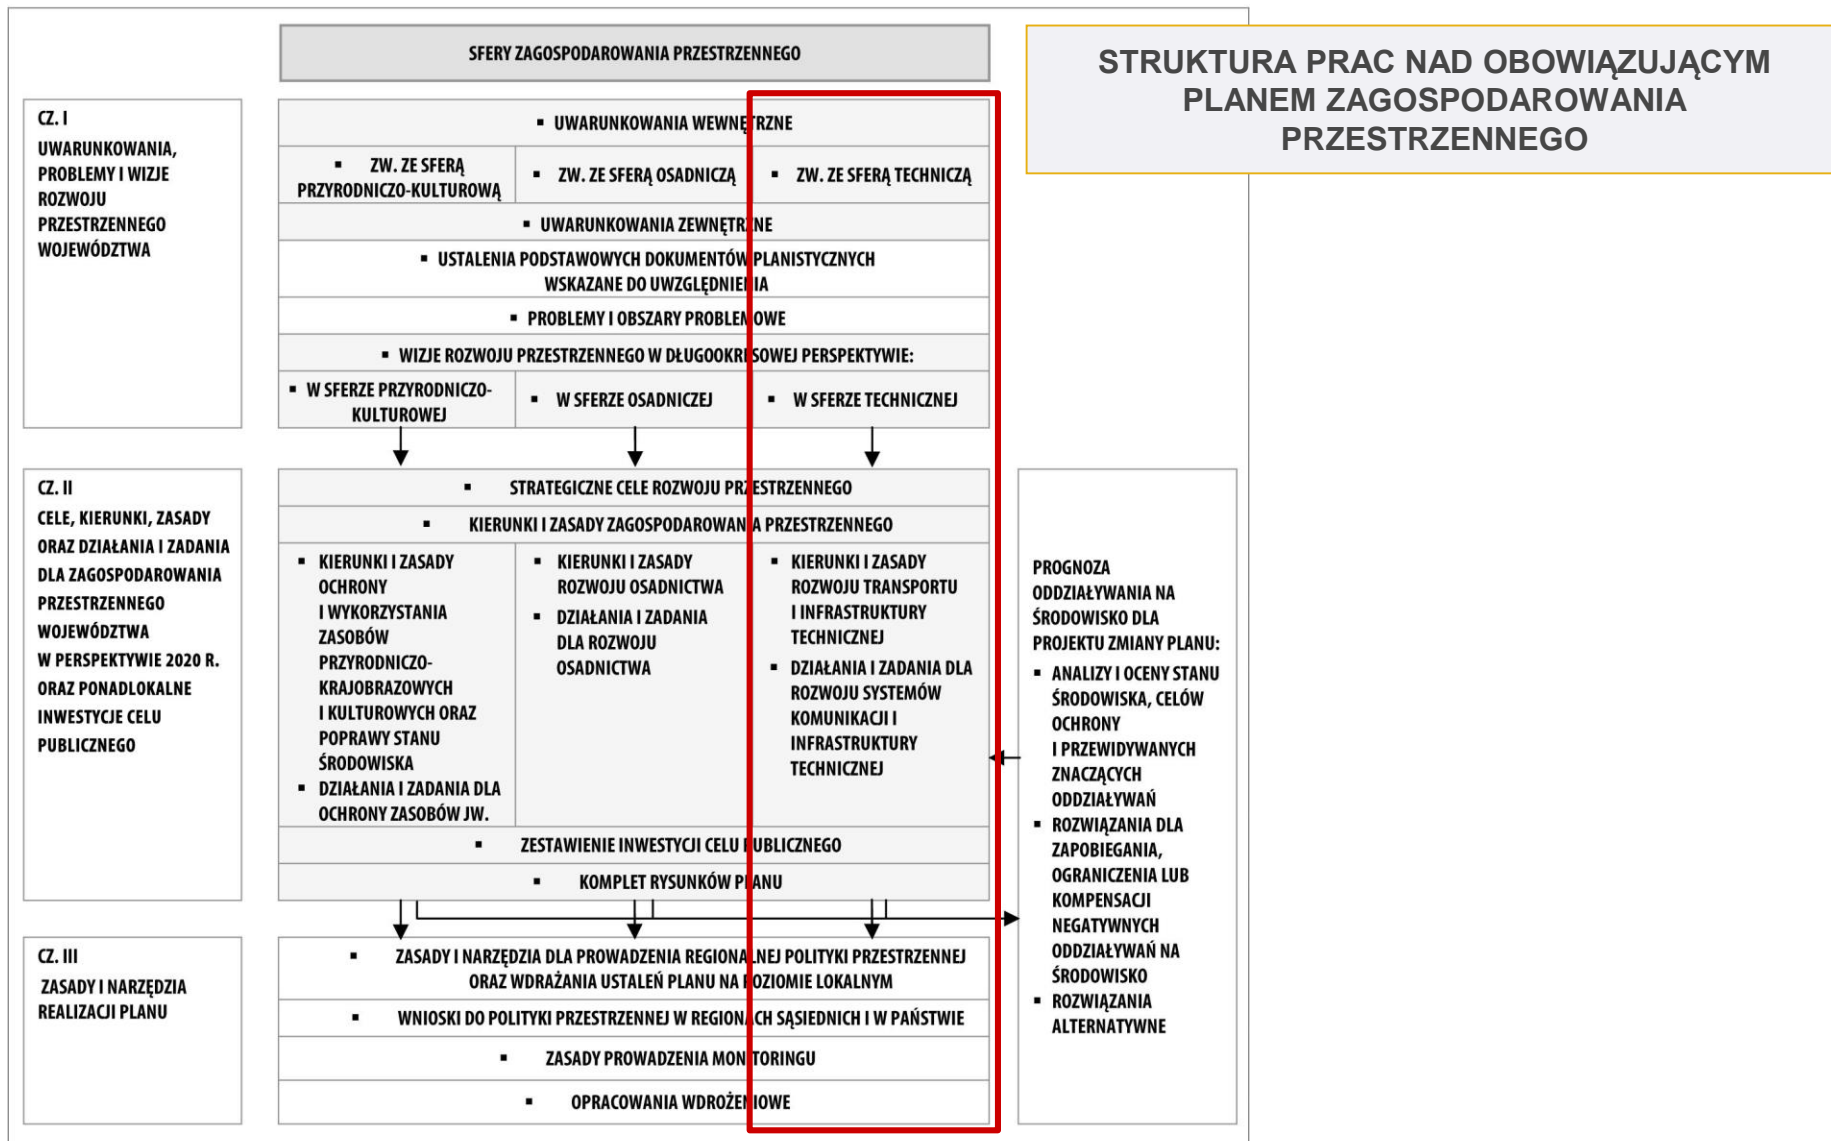 STRUKTURA PRAC NAD OBOWIĄZUJĄCYM
PLANEM ZAGOSPODAROWANIA
PRZESTRZENNEGO
SFERY ZAGOSPODAROWANIA PRZESTRZENNEGO
CZ. I
UWARUNKOWANIA,
PROBLEMY I WIZJE
ROZWOJU
PRZESTRZENNEGO
WOJEWÓDZTWA
▪ UWARUNKOWANIA WEWNĘTRZNE
▪ ZW. ZE SFERĄ
PRZYRODNICZO-KULTUROWĄ
▪ ZW. ZE SFERĄ OSADNICZĄ
▪ ZW. ZE SFERĄ TECHNICZĄ
▪ UWARUNKOWANIA ZEWNĘTRZNE
▪ USTALENIA PODSTAWOWYCH DOKUMENTÓW PLANISTYCZNYCH
WSKAZANE DO UWZGLĘDNIENIA
▪ PROBLEMY I OBSZARY PROBLEMOWE
▪ WIZJE ROZWOJU PRZESTRZENNEGO W DŁUGOOKRESOWEJ PERSPEKTYWIE:
▪ W SFERZE PRZYRODNICZO-
KULTUROWEJ
▪ W SFERZE OSADNICZEJ
▪ W SFERZE TECHNICZNEJ
CZ. II
CELE, KIERUNKI, ZASADY
ORAZ DZIAŁANIA I ZADANIA
DLA ZAGOSPODAROWANIA
PRZESTRZENNEGO
WOJEWÓDZTWA
W PERSPEKTYWIE 2020 R.
ORAZ PONADLOKALNE
INWESTYCJE CELU
PUBLICZNEGO
▪ STRATEGICZNE CELE ROZWOJU PRZESTRZENNEGO
▪ KIERUNKI I ZASADY ZAGOSPODAROWANIA PRZESTRZENNEGO
▪ KIERUNKI I ZASADY
OCHRONY
I WYKORZYSTANIA
ZASOBÓW
PRZYRODNICZO-
KRAJOBRAZOWYCH
I KULTUROWYCH ORAZ
POPRAWY STANU
ŚRODOWISKA
▪ DZIAŁANIA I ZADANIA DLA
OCHRONY ZASOBÓW JW.
▪ KIERUNKI I ZASADY
ROZWOJU OSADNICTWA
▪ DZIAŁANIA I ZADANIA
DLA ROZWOJU
OSADNICTWA
▪ KIERUNKI I ZASADY
ROZWOJU TRANSPORTU
I INFRASTRUKTURY
TECHNICZNEJ
▪ DZIAŁANIA I ZADANIA DLA
ROZWOJU SYSTEMÓW
KOMUNIKACJI I
INFRASTRUKTURY
TECHNICZNEJ
▪ ZESTAWIENIE INWESTYCJI CELU PUBLICZNEGO
▪ KOMPLET RYSUNKÓW PLANU
PROGNOZA
ODDZIAŁYWANIA NA
ŚRODOWISKO DLA
PROJEKTU ZMIANY PLANU:
▪ ANALIZY I OCENY STANU
ŚRODOWISKA, CELÓW
OCHRONY
I PRZEWIDYWANYCH
ZNACZĄCYCH
ODDZIAŁYWAŃ
▪ ROZWIĄZANIA DLA
ZAPOBIEGANIA,
OGRANICZENIA LUB
KOMPENSACJI
NEGATYWNYCH
ODDZIAŁYWAŃ NA
ŚRODOWISKO
▪ ROZWIĄZANIA
ALTERNATYWNE
CZ. III
ZASADY I NARZĘDZIA
REALIZACJI PLANU
▪ ZASADY I NARZĘDZIA DLA PROWADZENIA REGIONALNEJ POLITYKI PRZESTRZENNEJ
ORAZ WDRAŻANIA USTALEŃ PLANU NA POZIOMIE LOKALNYM
▪ WNIOSKI DO POLITYKI PRZESTRZENNEJ W REGIONACH SĄSIEDNICH I W PAŃSTWIE
▪ ZASADY PROWADZENIA MONITORINGU
▪ OPRACOWANIA WDROŻENIOWE